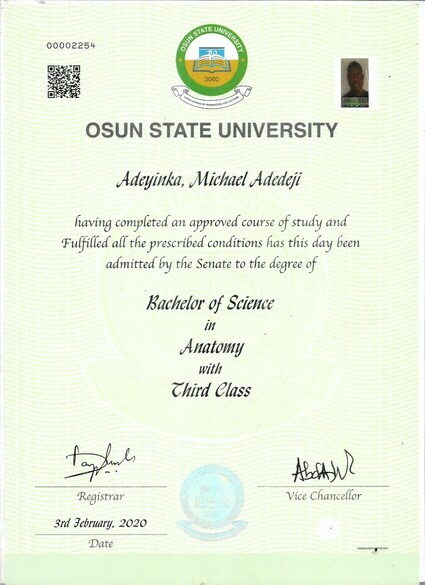 00002254
OSUN STATE UNIVERSITY
3060
OSUN STATE UNIVERSITY
Adeyinka, Michael Adedeji
having completed an approved course of study and
Fulfilled all the prescribed conditions has this day been
admitted by the Senate to the degree of
Bachelor of Science
in
Anatomy
with
Third Class
Registrar
Vice Chancellor
3rd February, 2020
Date